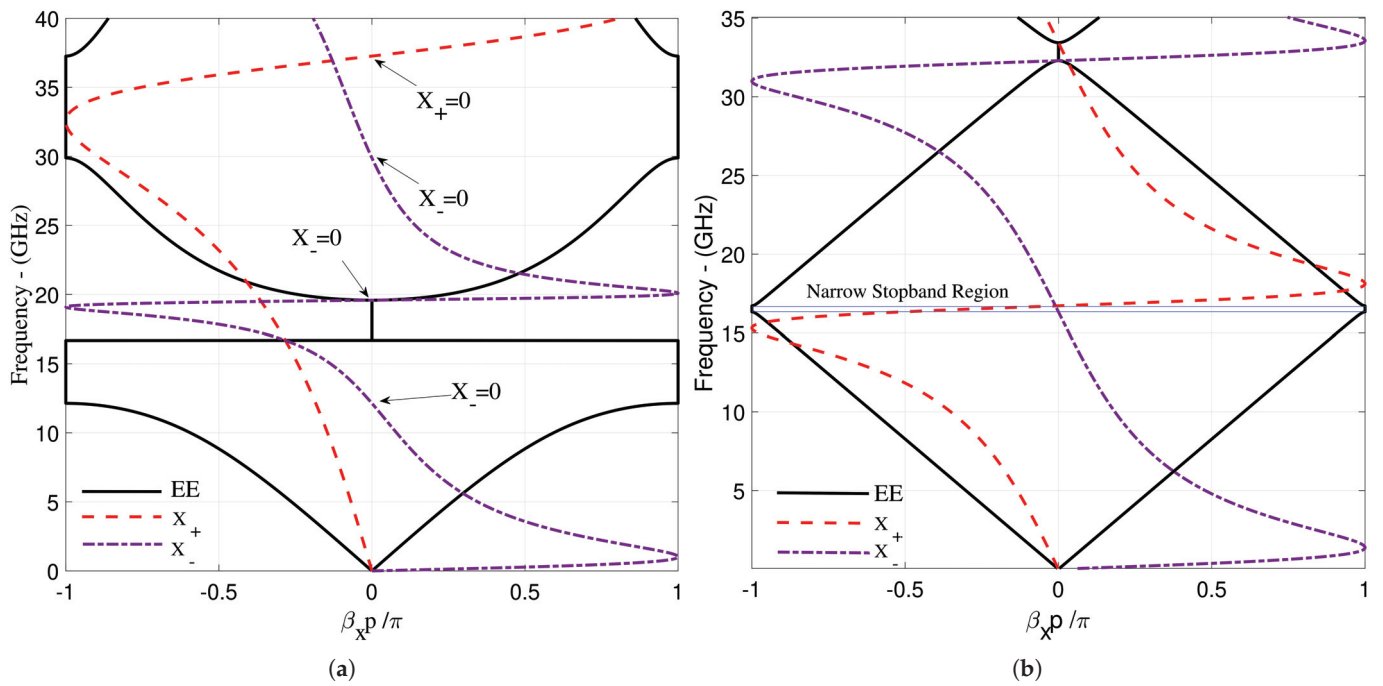 40
35
30
25
20
15
10
5
0
Frequency - (GHz)
X+=0
X-=0
X-=0
X-=0
EE
X+
X-
-1 -0.5 0 0.5 1
βxp /π
(a)
35
30
25
20
15
10
5
Frequency - (GHz)
Narrow Stopband Region
EE
X+
X-
-1 -0.5 0 0.5 1
βxp /π
(b)